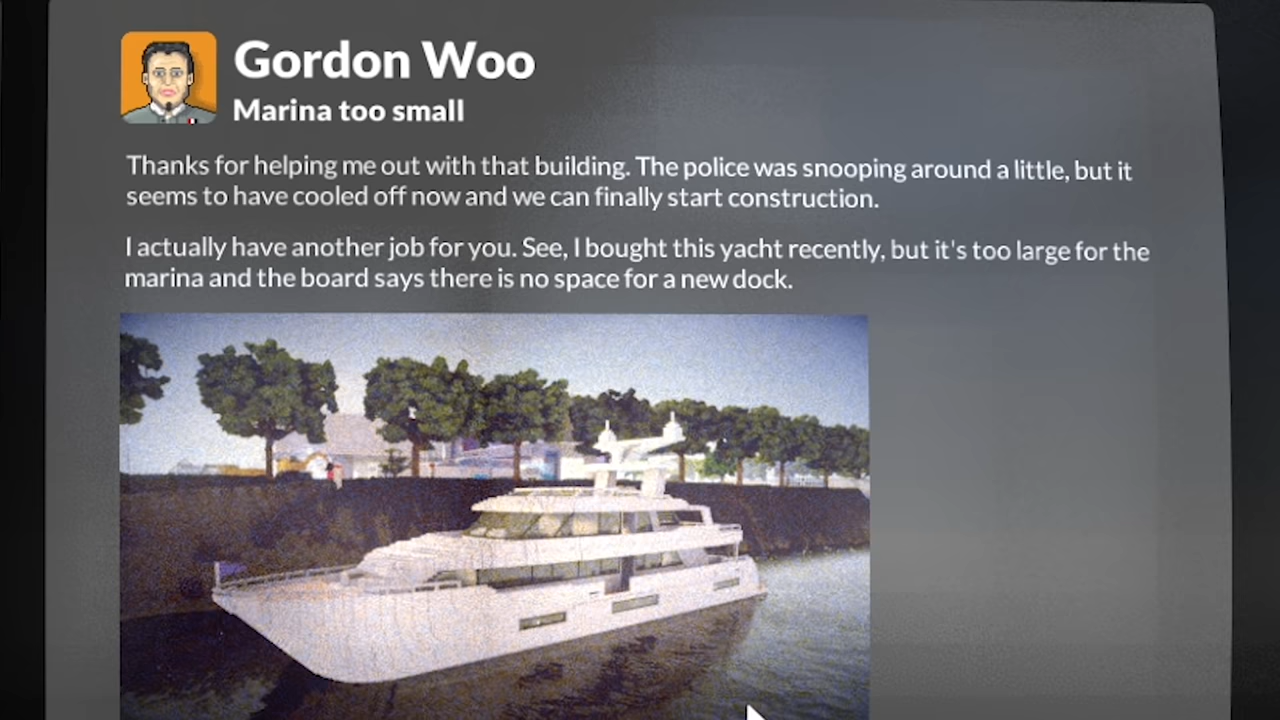 Gordon Woo
Marina too small
Thanks for helping me out with that building. The police was snooping around a little, but it
seems to have cooled off now and we can finally start construction.
I actually have another job for you. See, I bought this yacht recently, but it's too large for the
marina and the board says there is no space for a new dock.